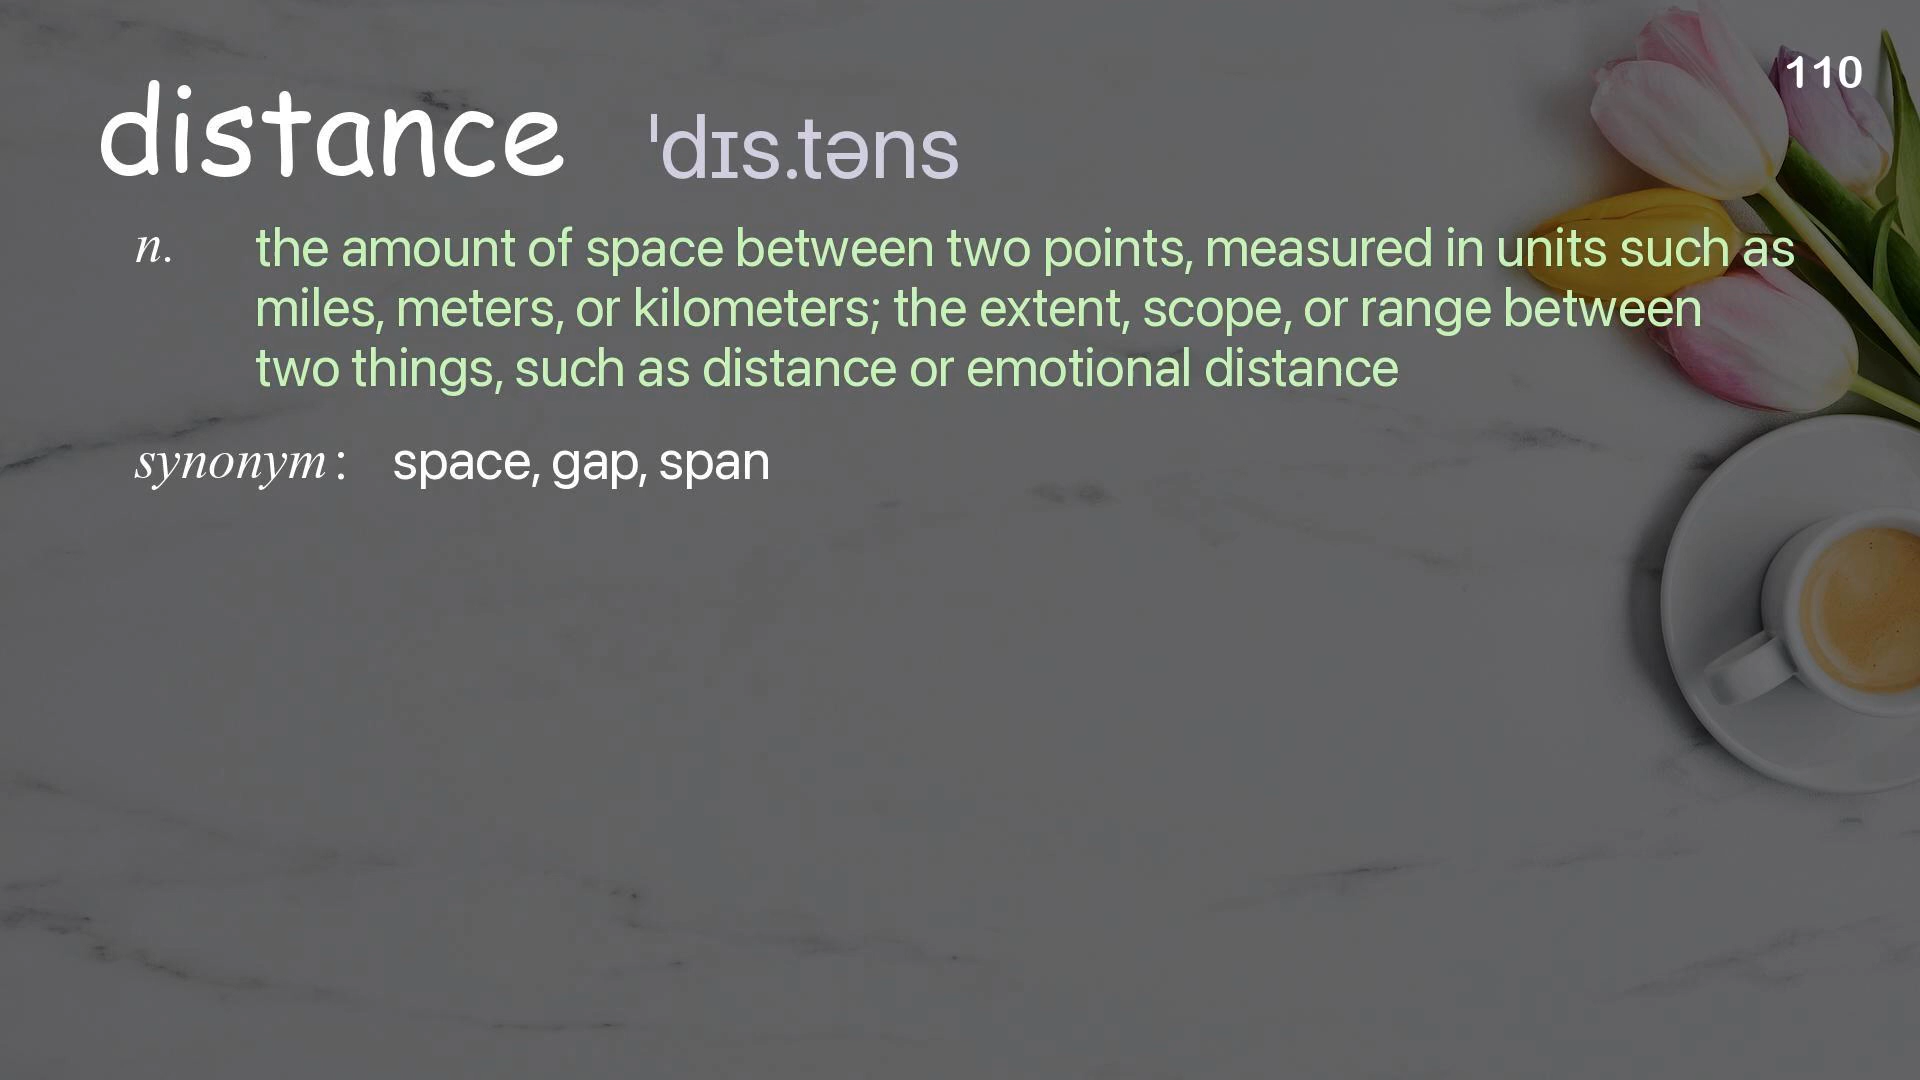 110
distance ˈdɪs.təns
n. the amount of space between two points, measured in units such as
miles, meters, or kilometers; the extent, scope, or range between
two things, such as distance or emotional distance
synonym: space, gap, span